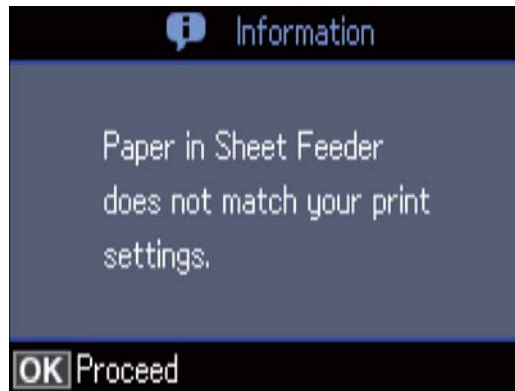 Information
Paper in Sheet Feeder
does not match your print
settings.
OK Proceed